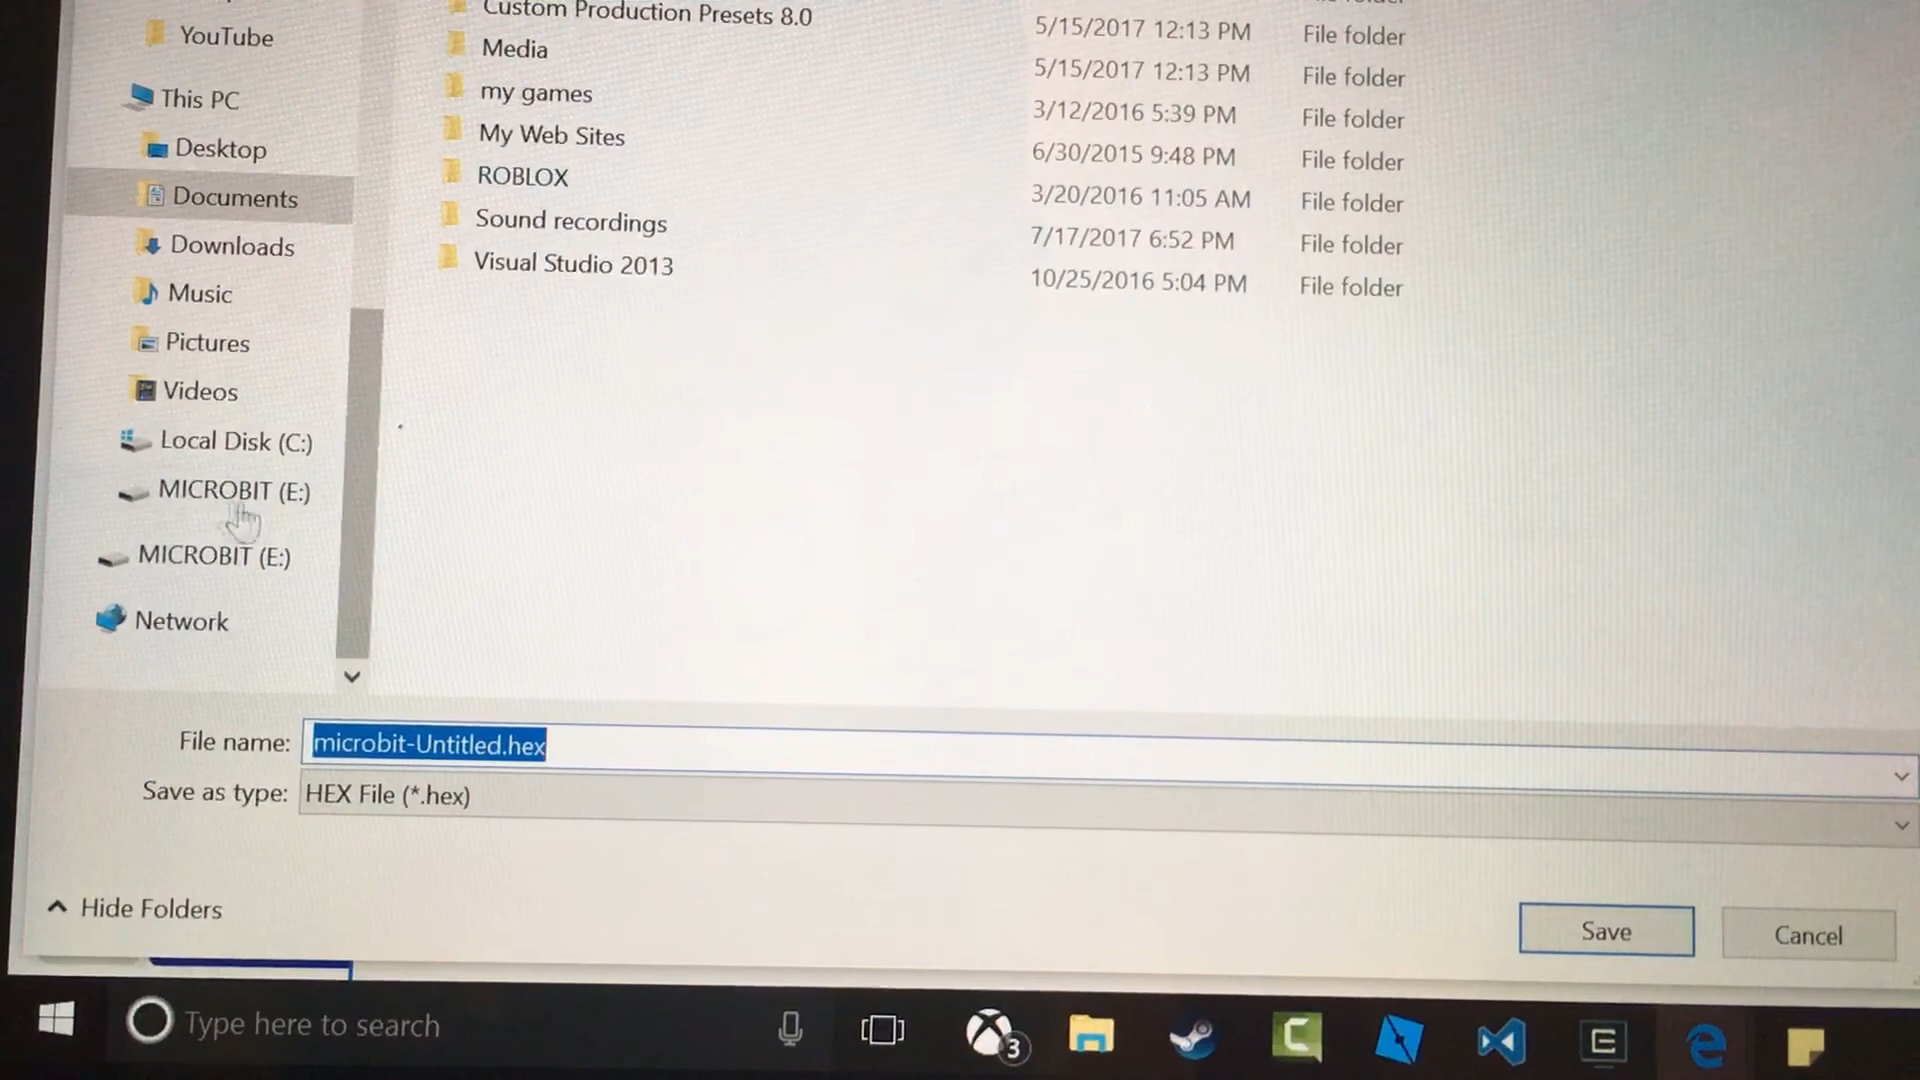 YouTube
This PC
Desktop
Documents
Downloads
Music
Pictures
Videos
Local Disk (C:)
MICROBIT (E:)
MICROBIT (E:)
Network
Custom Production Presets 8.0
Media 5/15/2017 12:13 PM File folder
my games 5/15/2017 12:13 PM File folder
My Web Sites 3/12/2016 5:39 PM File folder
ROBLOX 6/30/2015 9:48 PM File folder
Sound recordings 3/20/2016 11:05 AM File folder
Visual Studio 2013 7/17/2017 6:52 PM File folder
10/25/2016 5:04 PM File folder
File name: microbit-Untitled.hex
Save as type: HEX File (*.hex)
Hide Folders
Save
Cancel
Type here to search
3